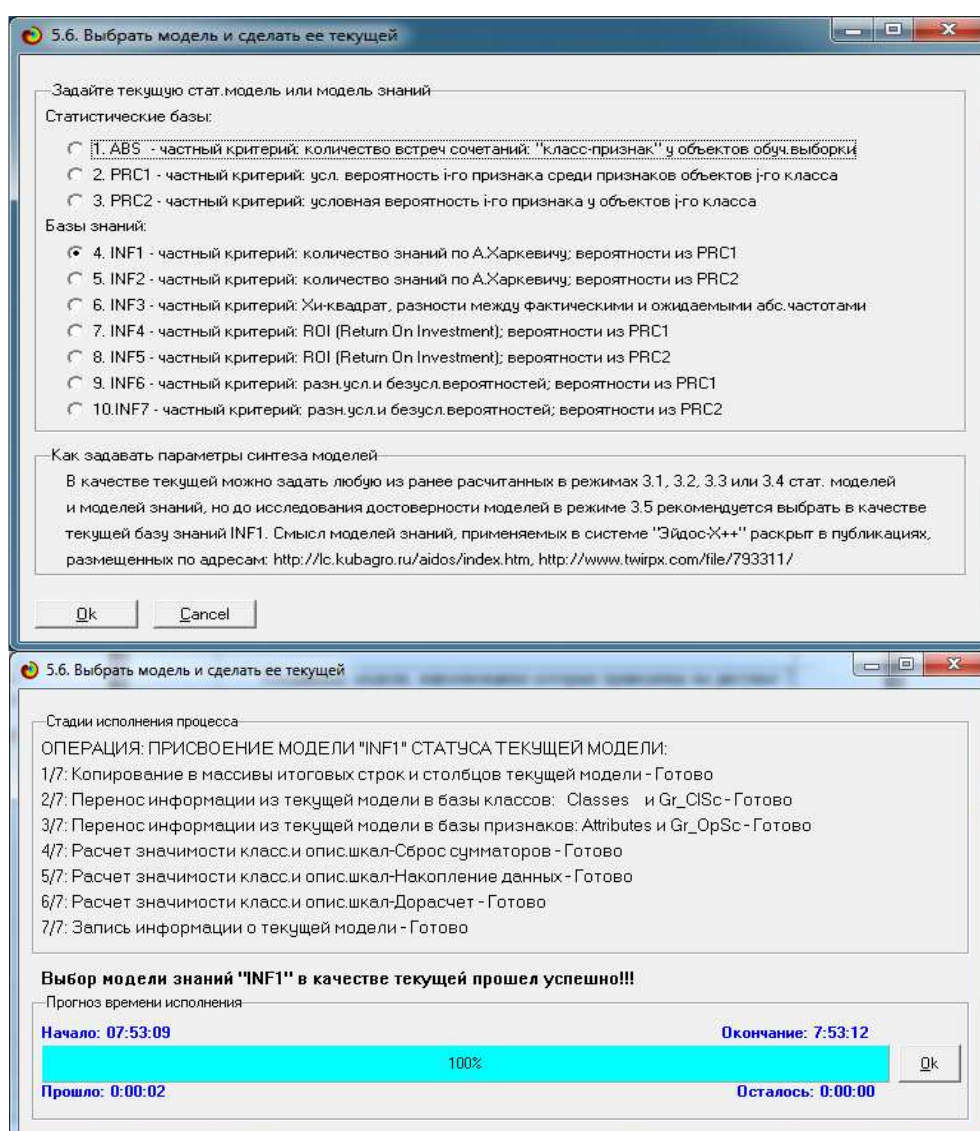 5.6. Выбрать модель и сделать ее текущей
Задайте текущую стат.модель или модель знаний
Статистические базы:
1. ABS - частный критерий: количество встреч сочетаний: "класс-признак" у объектов обуч.выборки
2. PRC1 - частный критерий: усл. вероятность i-го признака среди признаков объектов j-го класса
3. PRC2 - частный критерий: условная вероятность i-го признака у объектов j-го класса
Базы знаний:
4. INF1 - частный критерий: количество знаний по А.Харкевичу; вероятности из PRC1
5. INF2 - частный критерий: количество знаний по А.Харкевичу; вероятности из PRC2
6. INF3 - частный критерий: Хи-квадрат, разности между фактическими и ожидаемыми абс.частотами
7. INF4 - частный критерий: ROI (Return On Investment); вероятности из PRC1
8. INF5 - частный критерий: ROI (Return On Investment); вероятности из PRC2
9. INF6 - частный критерий: разн.усл.и безусл.вероятностей; вероятности из PRC1
10.INF7 - частный критерий: разн.усл.и безусл.вероятностей; вероятности из PRC2
Как задавать параметры синтеза моделей
В качестве текущей можно задать любую из ранее расчитанных в режимах 3.1, 3.2, 3.3 или 3.4 стат. моделей
и моделей знаний, но до исследования достоверности моделей в режиме 3.5 рекомендуется выбрать в качестве
текущей базу знаний INF1. Смысл моделей знаний, применяемых в системе "Эйдос-X++" раскрыт в публикациях,
размещенных по адресам: http://lc.kubagro.ru/aidos/index.htm, http://www.twirpx.com/file/793311/
Ok Cancel
5.6. Выбрать модель и сделать ее текущей
Стадии исполнения процесса
ОПЕРАЦИЯ: ПРИСВОЕНИЕ МОДЕЛИ "INF1" СТАТУСА ТЕКУЩЕЙ МОДЕЛИ:
1/7: Копирование в массивы итоговых строк и столбцов текущей модели - Готово
2/7: Перенос информации из текущей модели в базы классов: Classes и Gr_ClSc - Готово
3/7: Перенос информации из текущей модели в базы признаков: Attributes и Gr_OpSc - Готово
4/7: Расчет значимости класс.и опис.шкал-Сброс сумматоров - Готово
5/7: Расчет значимости класс.и опис.шкал-Накопление данных - Готово
6/7: Расчет значимости класс.и опис.шкал-Дорасчет - Готово
7/7: Запись информации о текущей модели - Готово
Выбор модели знаний "INF1" в качестве текущей прошел успешно!!!
Прогноз времени исполнения
Начало: 07:53:09 Окончание: 7:53:12
100% Ok
Прошло: 0:00:02 Осталось: 0:00:00